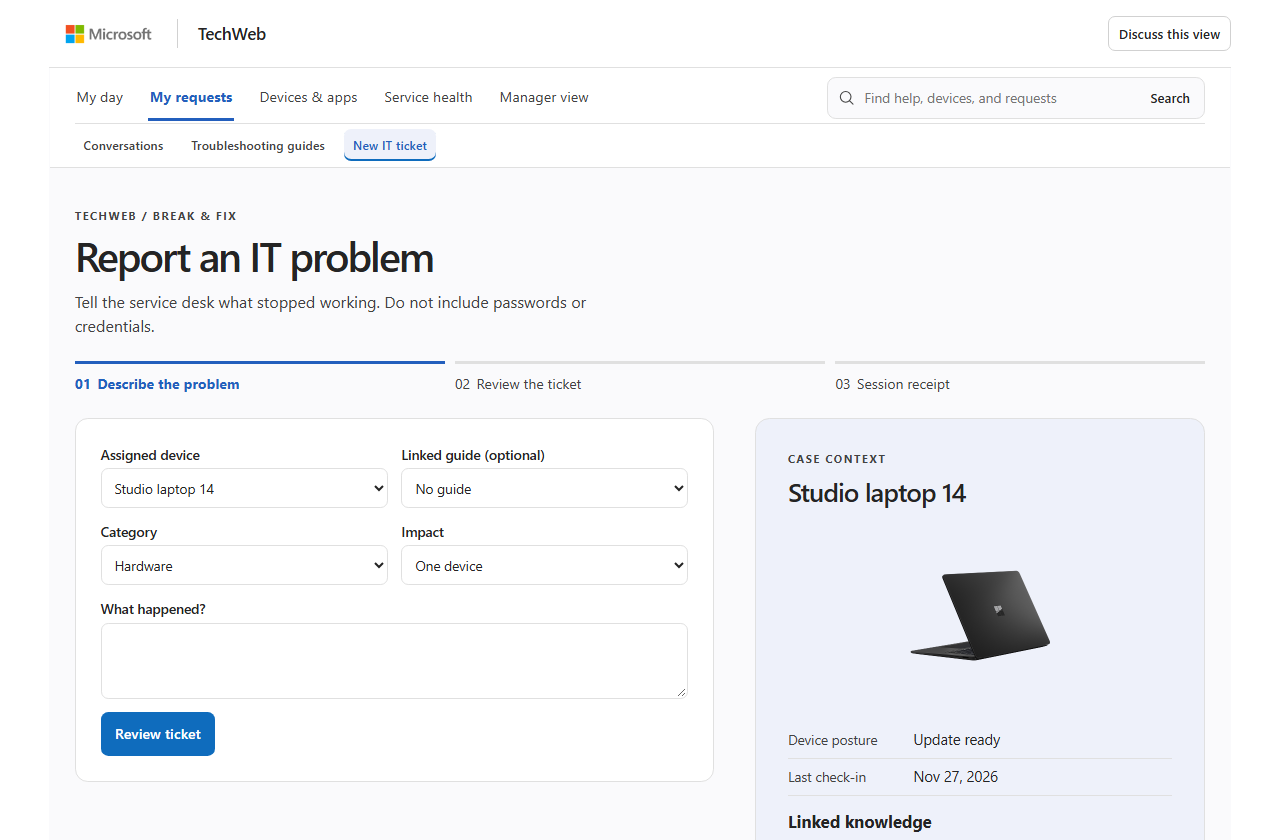 Microsoft
TechWeb
Discuss this view
My day
My requests
Devices & apps
Service health
Manager view
Find help, devices, and requests
Search
Conversations
Troubleshooting guides
New IT ticket
TECHWEB / BREAK & FIX
Report an IT problem
Tell the service desk what stopped working. Do not include passwords or
credentials.
01 Describe the problem
02 Review the ticket
03 Session receipt
Assigned device
Linked guide (optional)
Studio laptop 14
No guide
Category
Impact
Hardware
One device
What happened?
Review ticket
CASE CONTEXT
Studio laptop 14
Device posture
Update ready
Last check-in
Nov 27, 2026
Linked knowledge